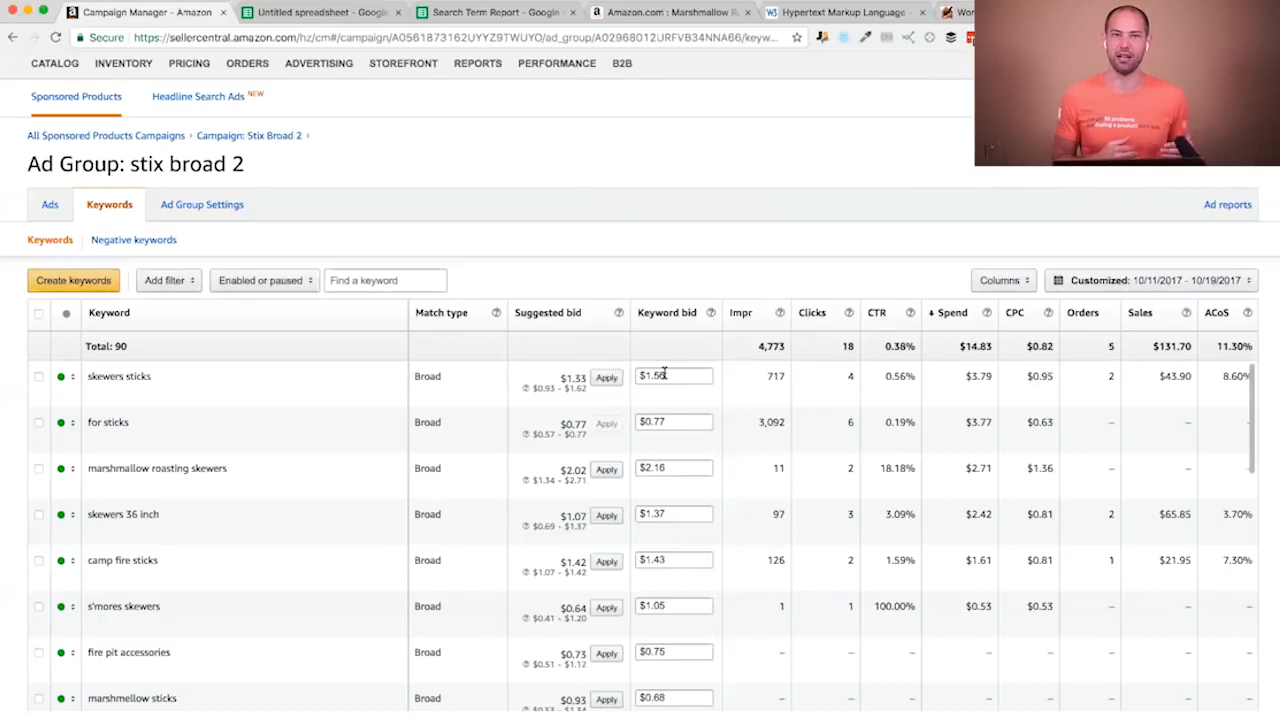 Campaign Manager - Amazon
Untitled spreadsheet - Google
Search Term Report - Google
Amazon.com : Marshmallow R
Hypertext Markup Language -
Wor
Secure
https://sellercentral.amazon.com/hz/cm#/campaign/A0561873162UYYZ9TWUYO/ad_group/A02968012URFVB34NNA66/keyw...
CATALOG INVENTORY PRICING ORDERS ADVERTISING STOREFRONT REPORTS PERFORMANCE B2B
Sponsored Products Headline Search Ads NEW
All Sponsored Products Campaigns › Campaign: Stix Broad 2 ›
Ad Group: stix broad 2
Ads Keywords Ad Group Settings Ad reports
Keywords Negative keywords
Create keywords Add filter Enabled or paused Find a keyword Columns Customized: 10/11/2017 - 10/19/2017
Keyword Match type Suggested bid Keyword bid Impr Clicks CTR Spend CPC Orders Sales ACoS
Total: 90 4,773 18 0.38% $14.83 $0.82 5 $131.70 11.30%
skewers sticks Broad $1.33 Apply 717 4 0.56% $3.79 $0.95 2 $43.90 8.60%
$0.93 - $1.62
for sticks Broad $0.77 Apply $0.77 3,092 6 0.19% $3.77 $0.63 – – –
$0.57 - $0.77
marshmallow roasting skewers Broad $2.02 Apply $2.16 11 2 18.18% $2.71 $1.36 – – –
$1.34 - $2.71
skewers 36 inch Broad $1.07 Apply $1.37 97 3 3.09% $2.42 $0.81 2 $65.85 3.70%
$0.69 - $1.37
camp fire sticks Broad $1.42 Apply $1.43 126 2 1.59% $1.61 $0.81 1 $21.95 7.30%
$1.07 - $1.42
s'mores skewers Broad $0.64 Apply $1.05 1 1 100.00% $0.53 $0.53 – – –
$0.41 - $1.20
fire pit accessories Broad $0.73 Apply $0.75 – – – – – – – –
$0.51 - $1.12
marshmellow sticks Broad $0.93 Apply $0.68 – – – – – – – –